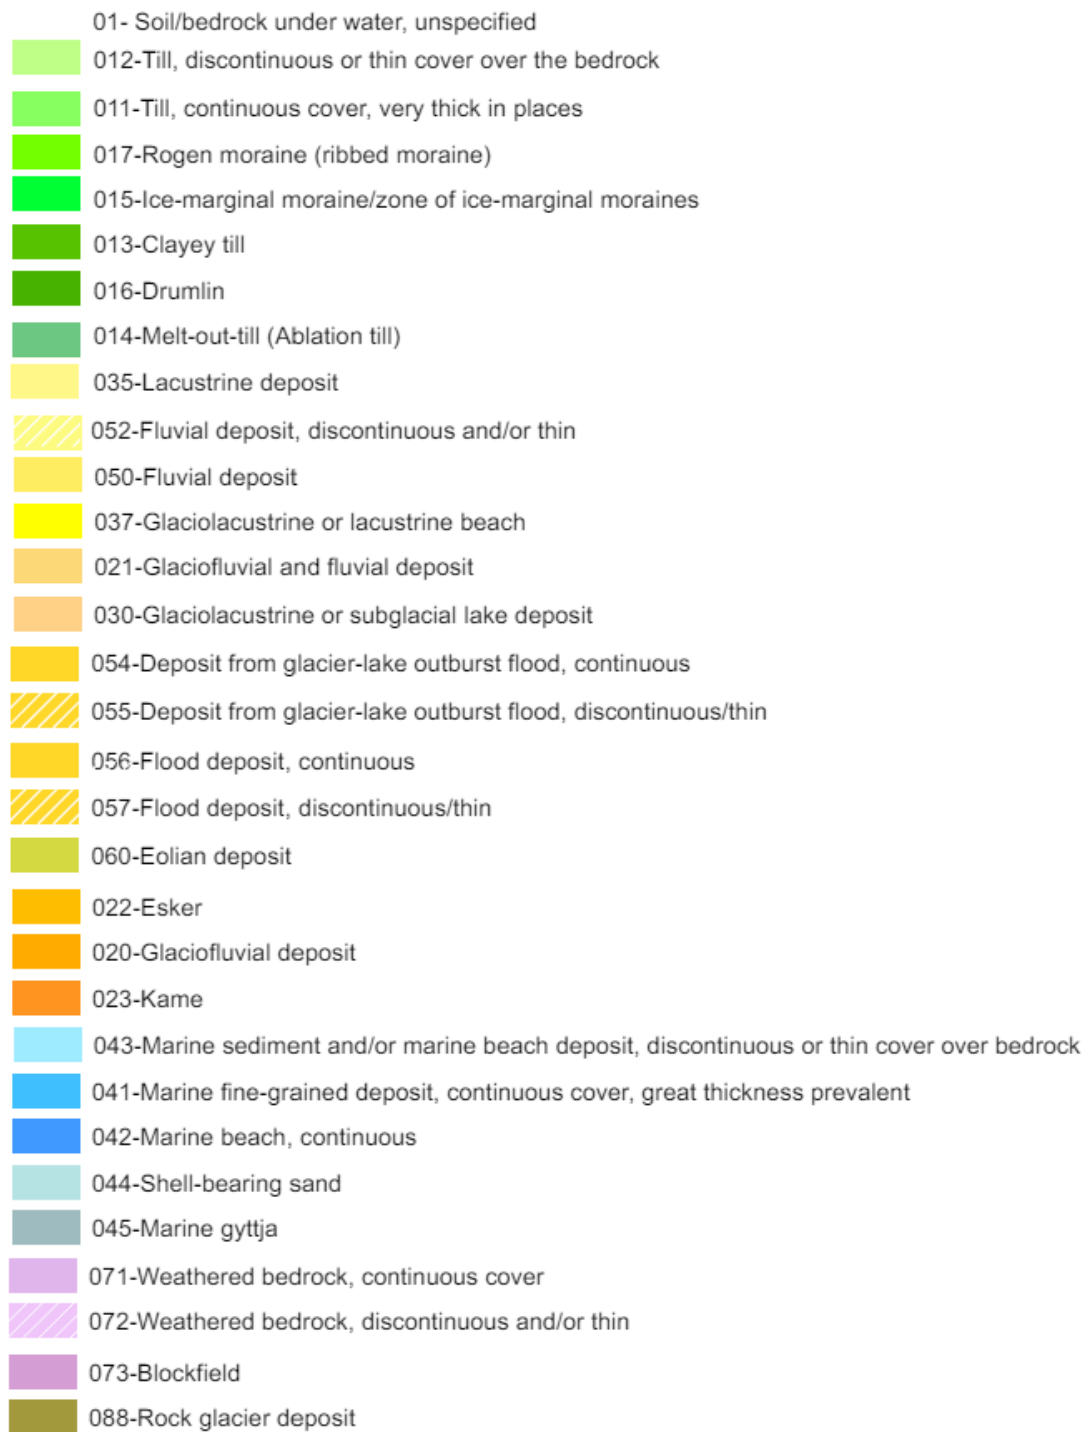 01- Soil/bedrock under water, unspecified
012-Till, discontinuous or thin cover over the bedrock
011-Till, continuous cover, very thick in places
017-Rogen moraine (ribbed moraine)
015-Ice-marginal moraine/zone of ice-marginal moraines
013-Clayey till
016-Drumlin
014-Melt-out-till (Ablation till)
035-Lacustrine deposit
052-Fluvial deposit, discontinuous and/or thin
050-Fluvial deposit
037-Glaciolacustrine or lacustrine beach
021-Glaciofluvial and fluvial deposit
030-Glaciolacustrine or subglacial lake deposit
054-Deposit from glacier-lake outburst flood, continuous
055-Deposit from glacier-lake outburst flood, discontinuous/thin
056-Flood deposit, continuous
057-Flood deposit, discontinuous/thin
060-Eolian deposit
022-Esker
020-Glaciofluvial deposit
023-Kame
043-Marine sediment and/or marine beach deposit, discontinuous or thin cover over bedrock
041-Marine fine-grained deposit, continuous cover, great thickness prevalent
042-Marine beach, continuous
044-Shell-bearing sand
045-Marine gyttja
071-Weathered bedrock, continuous cover
072-Weathered bedrock, discontinuous and/or thin
073-Blockfield
088-Rock glacier deposit